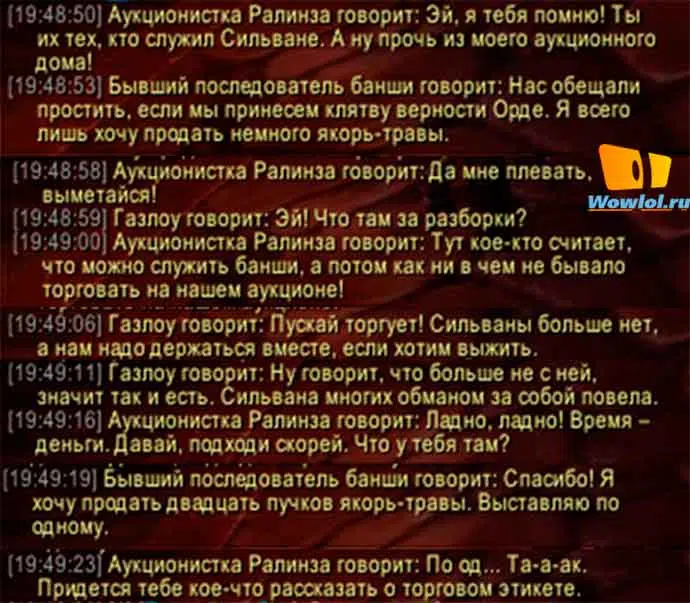 [19:48:50] Аукционистка Ралинза говорит: Эй, я тебя помню! Ты
их тех, кто служил Сильване. А ну прочь из моего аукционного
дома!
[19:48:53] Бывший последователь банши говорит: Нас обещали
простить, если мы принесем клятву верности Орде. Я всего
лишь хочу продать немного якорь-травы.
[19:48:58] Аукционистка Ралинза говорит: Да мне плевать,
выметайся!
Wowlol.ru
[19:48:59] Газлоу говорит: Эй! Что там за разборки?
[19:49:00] Аукционистка Ралинза говорит: Тут кое-кто считает,
что можно служить банши, а потом как ни в чем не бывало
торговать на нашем аукционе!
[19:49:06] Газлоу говорит: Пускай торгует! Сильваны больше нет,
а нам надо держаться вместе, если хотим выжить.
[19:49:11] Газлоу говорит: Ну говорит, что больше не с ней,
значит так и есть. Сильвана многих обманом за собой повела.
[19:49:16] Аукционистка Ралинза говорит: Ладно, ладно! Время –
деньги. Давай, подходи скорей. Что у тебя там?
[19:49:19] Бывший последователь банши говорит: Спасибо! Я
хочу продать двадцать пучков якорь-травы. Выставляю по
одному.
[19:49:23] Аукционистка Ралинза говорит: По од... Та-а-ак.
Придется тебе кое-что рассказать о торговом этикете.